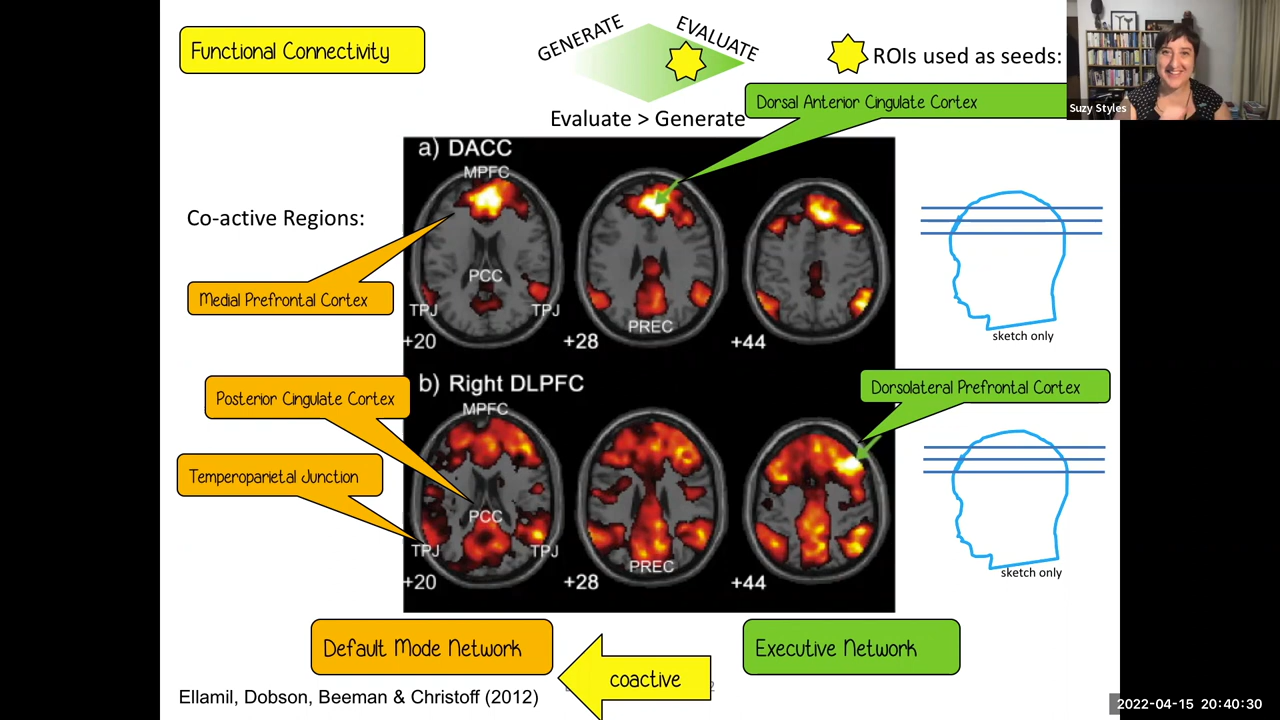 Functional Connectivity
GENERATE
EVALUATE
ROIs used as seeds:
Suzy Styles
Evaluate > Generate
Dorsal Anterior Cingulate Cortex
a) DACC
MPFC
Co-active Regions:
PCC
Medial Prefrontal Cortex
TPJ
TPJ
PREC
+20
+28
+44
sketch only
b) Right DLPFC
Dorsolateral Prefrontal Cortex
Posterior Cingulate Cortex
MPFC
Temperoparietal Junction
PCC
TPJ
TPJ
PREC
+20
+28
+44
sketch only
Default Mode Network
Executive Network
coactive
Ellamil, Dobson, Beeman & Christoff (2012)
2022-04-15 20:40:30